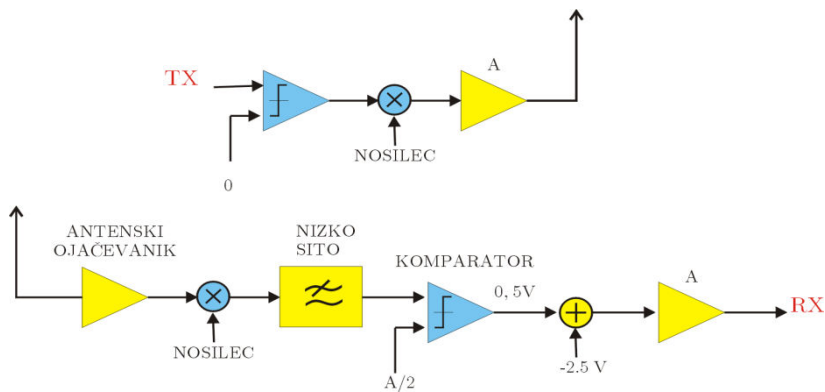 A
TX
NOSILEC
0
ANTENSKI
OJAČEVANIK
NIZKO
SITO
KOMPARATOR
A
0, 5V
RX
NOSILEC
A/2
-2.5 V